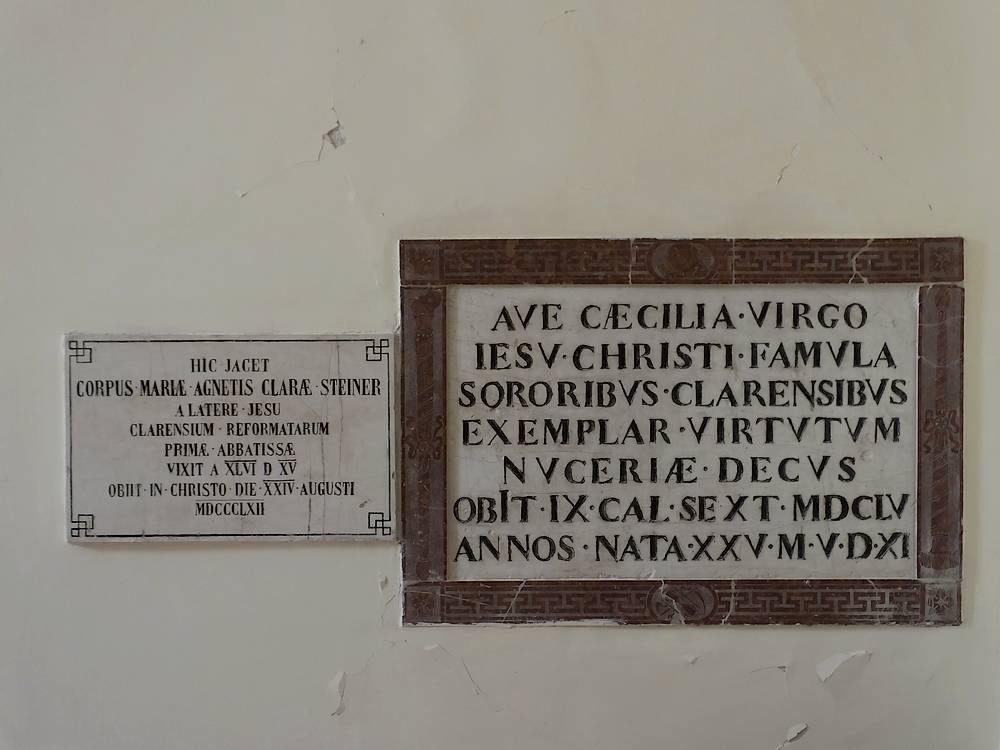 HIC JACET
CORPUS·MARIÆ·AGNETIS CLARÆ·STEINER
A LATERE·JESU
CLARENSIUM·REFORMATARUM
PRIMÆ·ABBATISSÆ
VIXIT A XLVI D XV
OBIIT·IN·CHRISTO·DIE·XXIV·AUGUSTI
MDCCCLXII
AVE CÆCILIA·VIRGO
IESV·CHRISTI·FAMVLA
SORORIBVS·CLARENSIBVS
EXEMPLAR·VIRTVTVM
NVCERIÆ·DECVS
OBIT·IX·CAL·SEXT·MDCLV
ANNOS·NATA·XXV·M·V·D·XI